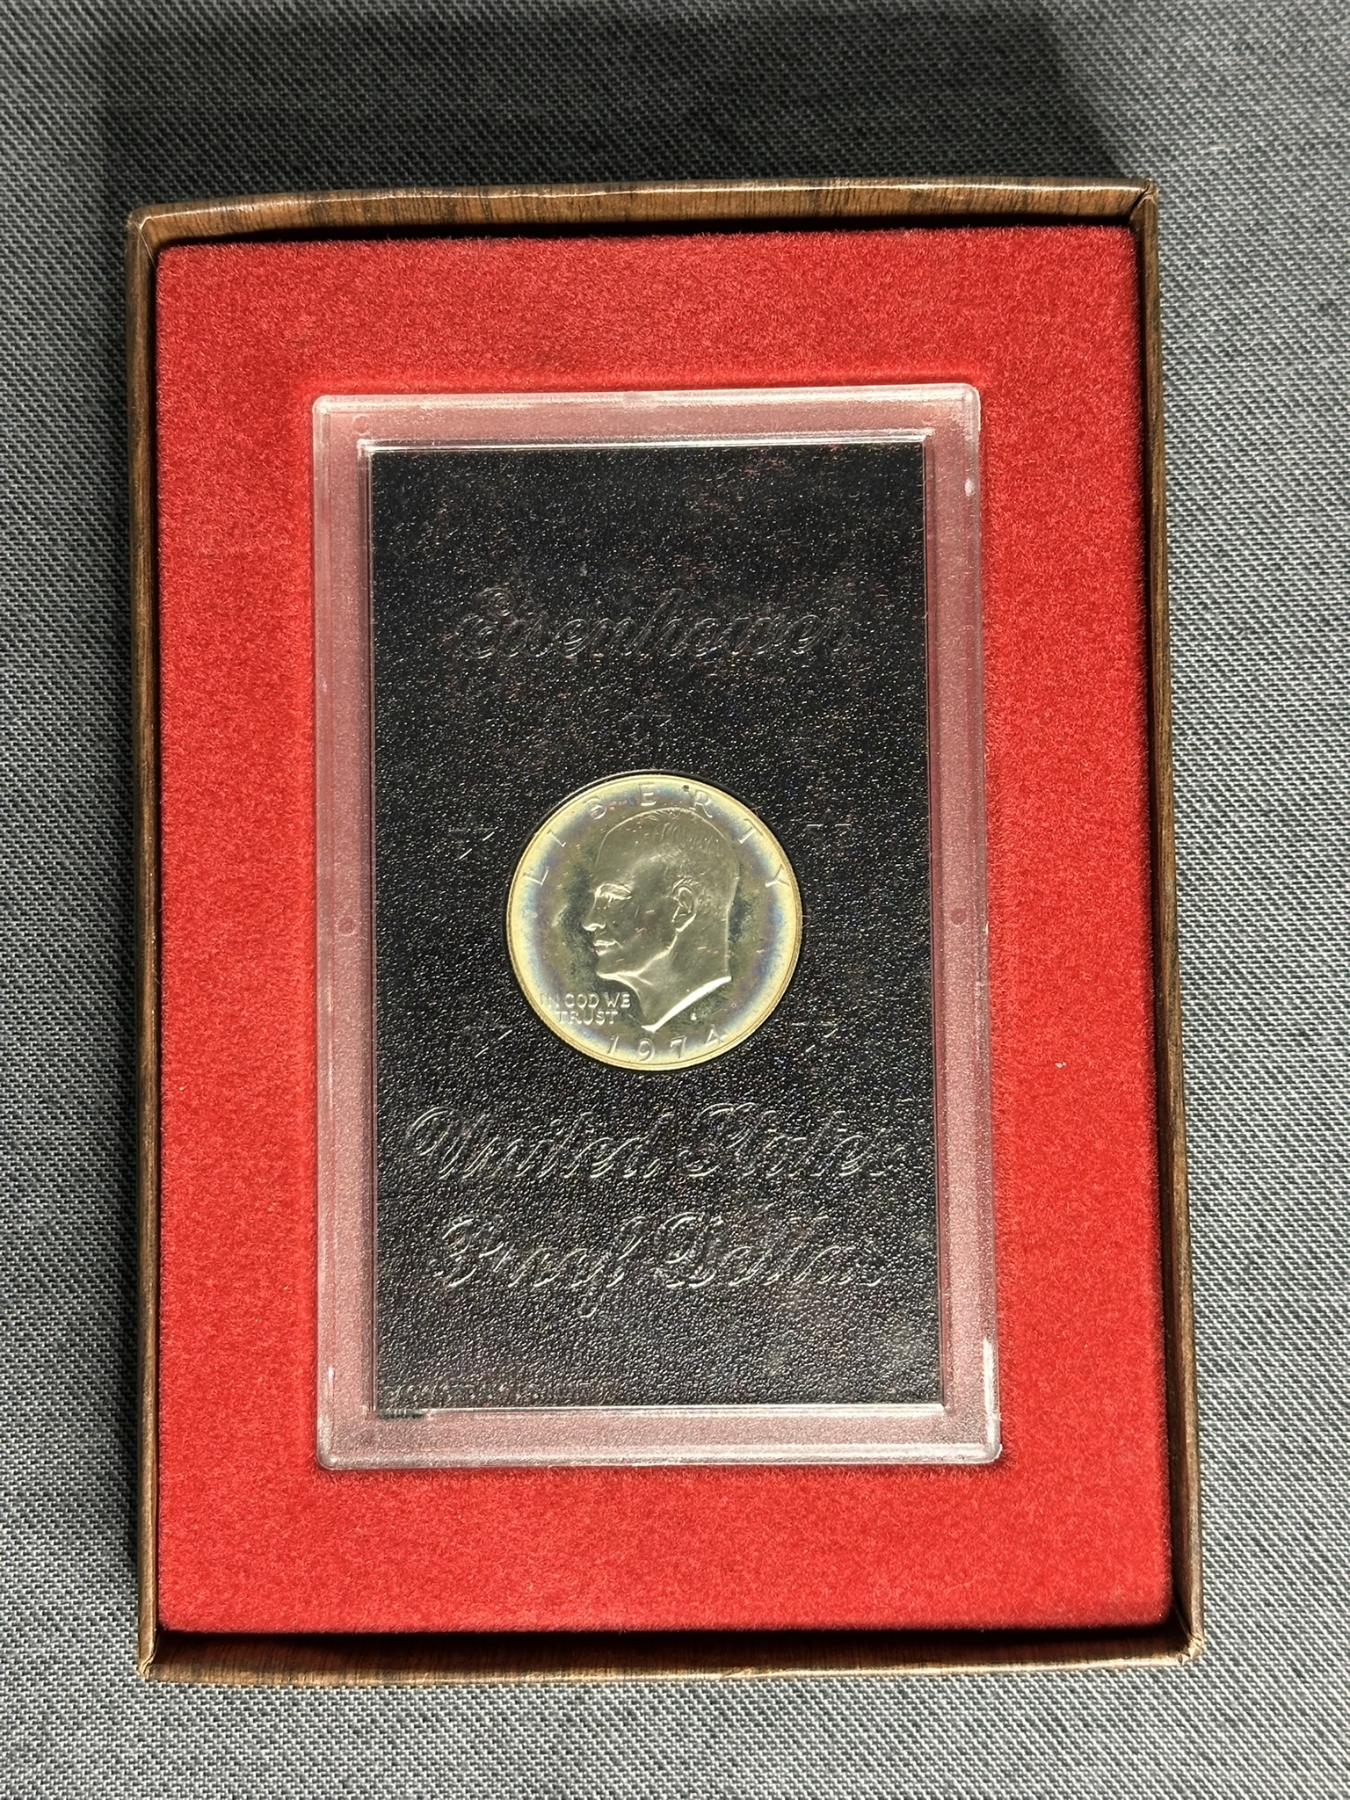 Eisenhower
LIBERTY
IN GOD WE
TRUST
S
1974
United States
Proof Dollar